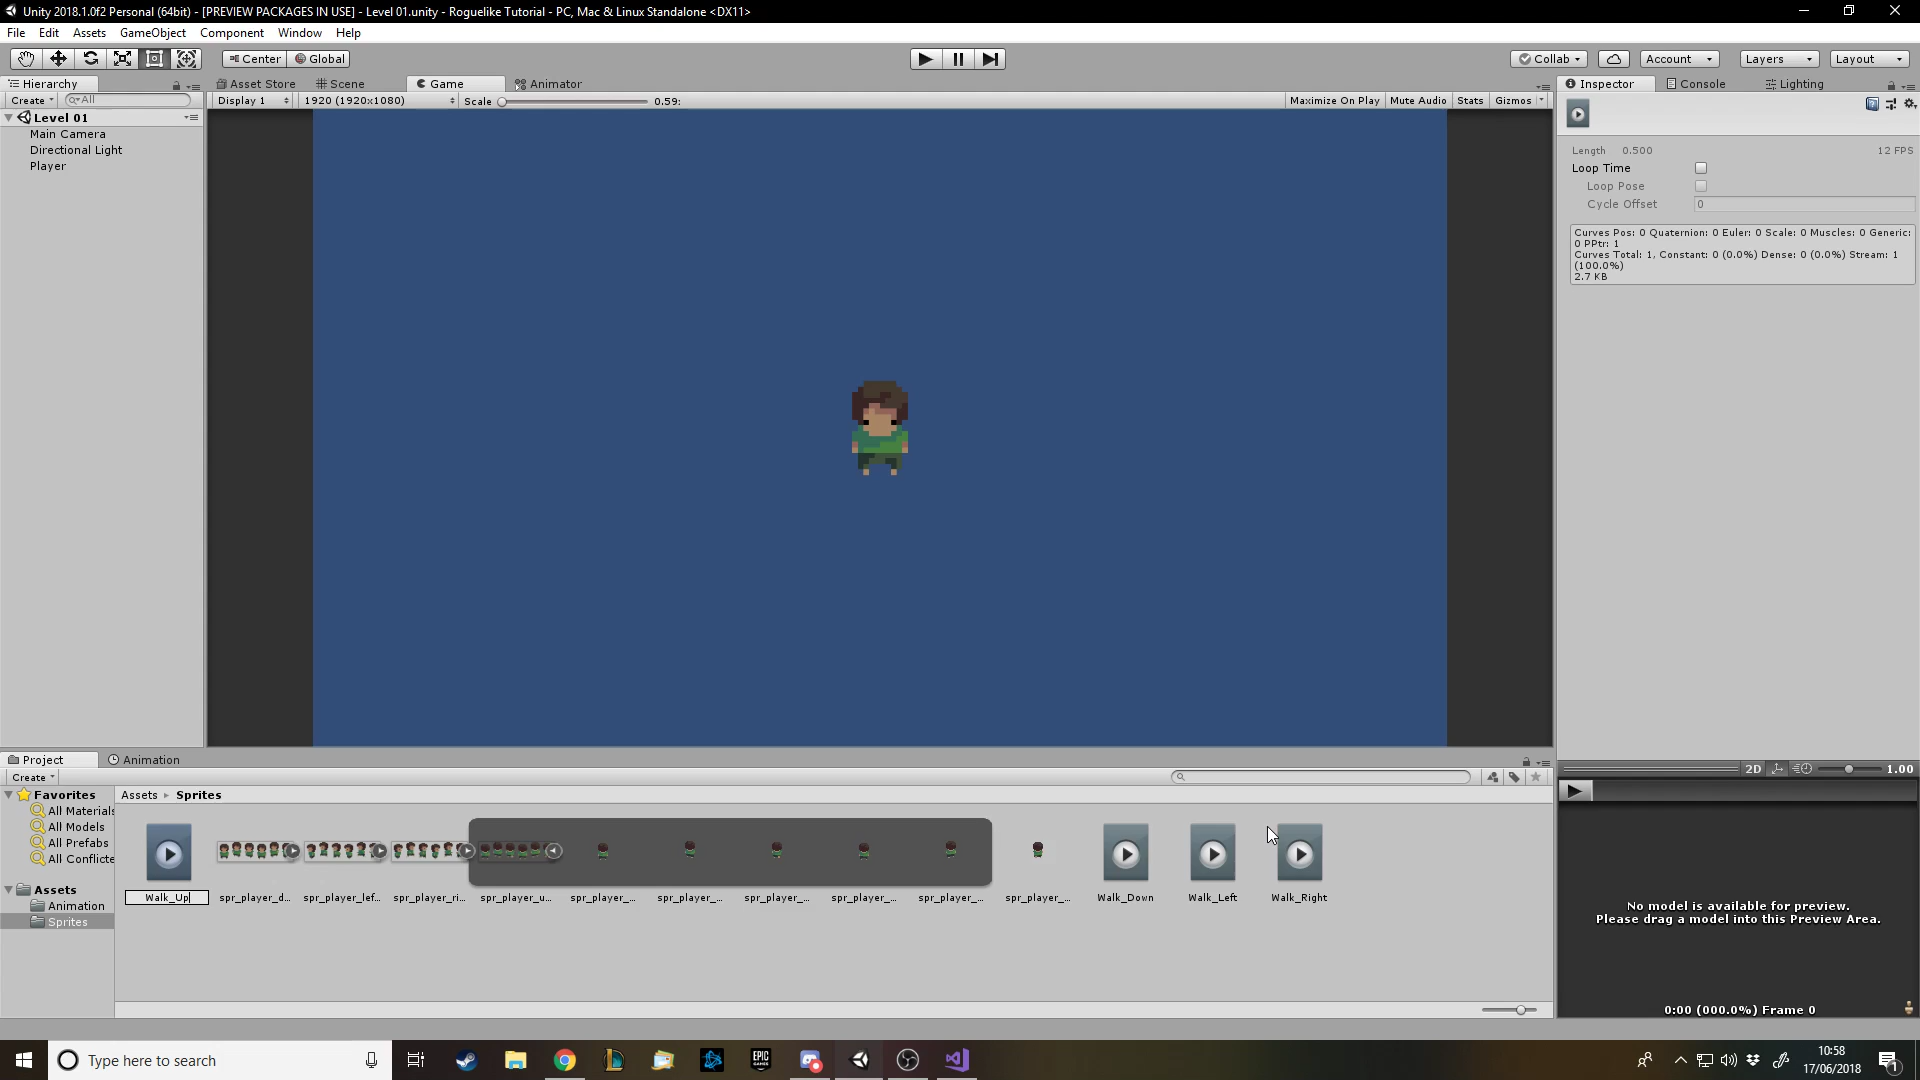 Unity 2018.1.0f2 Personal (64bit) - [PREVIEW PACKAGES IN USE] - Level 01.unity - Roguelike Tutorial - PC, Mac & Linux Standalone <DX11>
File Edit Assets GameObject Component Window Help
Center Global Collab Account Layers Layout
Hierarchy Asset Store Scene Game Animator Inspector Console Lighting
Create All Display 1 1920 (1920x1080) Scale 0.59: Maximize On Play Mute Audio Stats Gizmos
Level 01
Main Camera
Directional Light
Player
Length 0.500 12 FPS
Loop Time
Loop Pose
Cycle Offset 0
Curves Pos: 0 Quaternion: 0 Euler: 0 Scale: 0 Muscles: 0 Generic:
0 PPtr: 1
Curves Total: 1, Constant: 0 (0.0%) Dense: 0 (0.0%) Stream: 1
(100.0%)
2.7 KB
Project Animation
Create
2D 1.00
Favorites
All Materials
All Models
All Prefabs
All Conflicte
Assets
Animation
Sprites
Assets Sprites
Walk_Up spr_player_d... spr_player_lef... spr_player_ri... spr_player_u... spr_player_... spr_player_... spr_player_... spr_player_... spr_player_... spr_player_... Walk_Down Walk_Left Walk_Right
No model is available for preview.
Please drag a model into this Preview Area.
0:00 (000.0%) Frame 0
Type here to search
EPIC
GAMES
10:58
17/06/2018
1